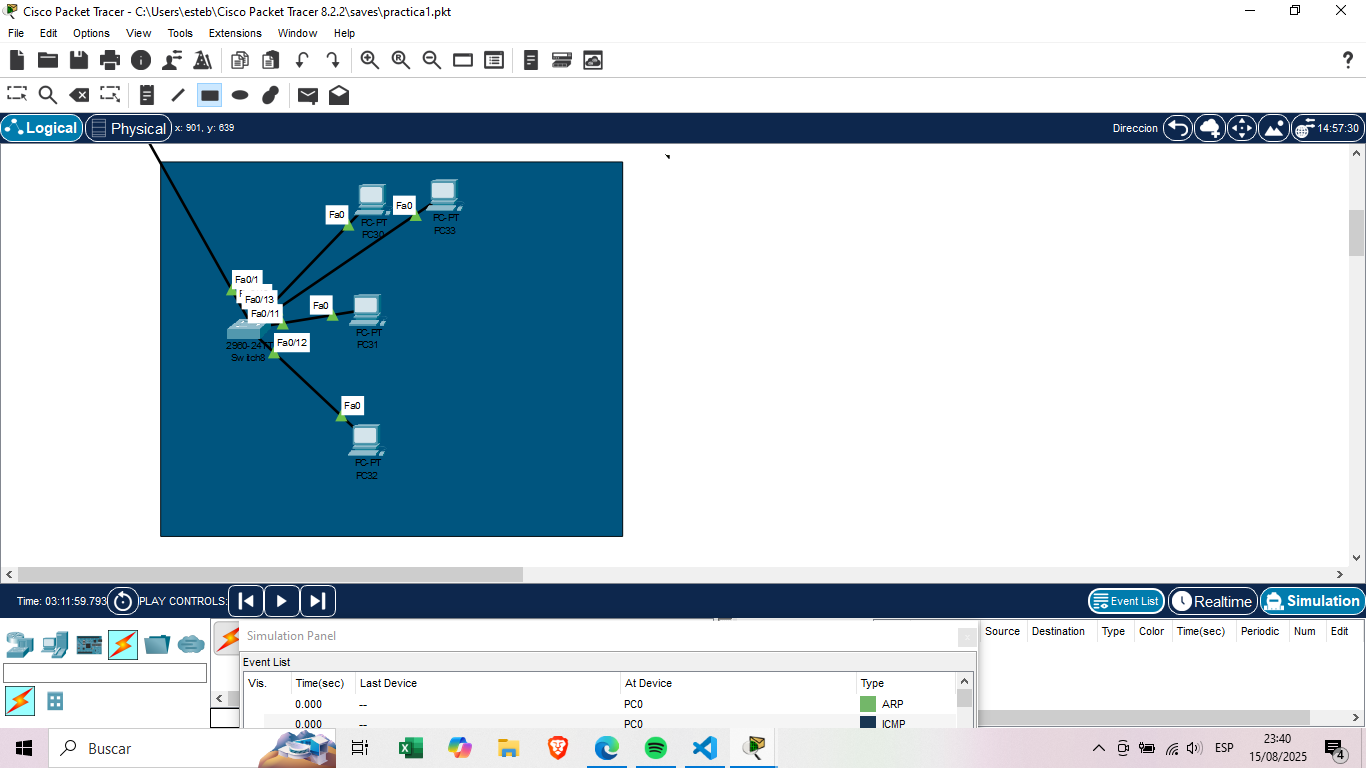 Cisco Packet Tracer - C:\Users\esteb\Cisco Packet Tracer 8.2.2\saves\practica1.pkt
File Edit Options View Tools Extensions Window Help
?
Logical Physical x: 901, y: 639 Direccion 14:57:30
Fa0 Fa0
PC-PT PC-PT
PC30 PC33
Fa0/1
Fa0/13
Fa0
Fa0/11
PC-PT
2960-24TT Fa0/12 PC31
Switch8
Fa0
PC-PT
PC32
Time: 03:11:59.793 PLAY CONTROLS: Event List Realtime Simulation
Simulation Panel Source Destination Type Color Time(sec) Periodic Num Edit
Event List
Vis. Time(sec) Last Device At Device Type
0.000 -- PC0 ARP
0.000 -- PC0 ICMP
Buscar ESP 23:40
15/08/2025 4